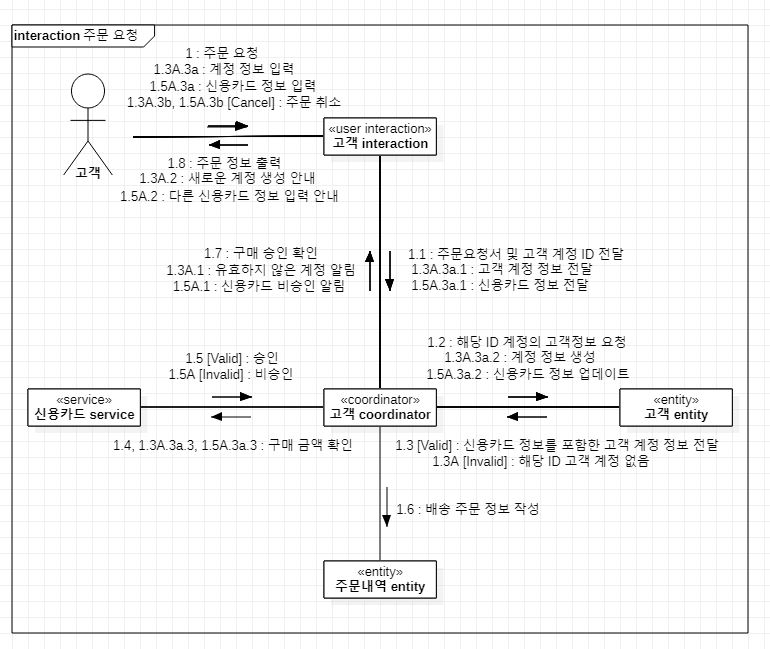 interaction 주문 요청
1 : 주문 요청
1.3A.3a : 계정 정보 입력
1.5A.3a : 신용카드 정보 입력
1.3A.3b, 1.5A.3b [Cancel] : 주문 취소
«user interaction»
고객 interaction
고객
1.8 : 주문 정보 출력
1.3A.2 : 새로운 계정 생성 안내
1.5A.2 : 다른 신용카드 정보 입력 안내
1.7 : 구매 승인 확인
1.3A.1 : 유효하지 않은 계정 알림
1.5A.1 : 신용카드 비승인 알림
1.1 : 주문요청서 및 고객 계정 ID 전달
1.3A.3a.1 : 고객 계정 정보 전달
1.5A.3a.1 : 신용카드 정보 전달
1.2 : 해당 ID 계정의 고객정보 요청
1.3A.3a.2 : 계정 정보 생성
1.5A.3a.2 : 신용카드 정보 업데이트
1.5 [Valid] : 승인
1.5A [Invalid] : 비승인
«service»
신용카드 service
«coordinator»
고객 coordinator
«entity»
고객 entity
1.4, 1.3A.3a.3, 1.5A.3a.3 : 구매 금액 확인
1.3 [Valid] : 신용카드 정보를 포함한 고객 계정 정보 전달
1.3A [Invalid] : 해당 ID 고객 계정 없음
1.6 : 배송 주문 정보 작성
«entity»
주문내역 entity